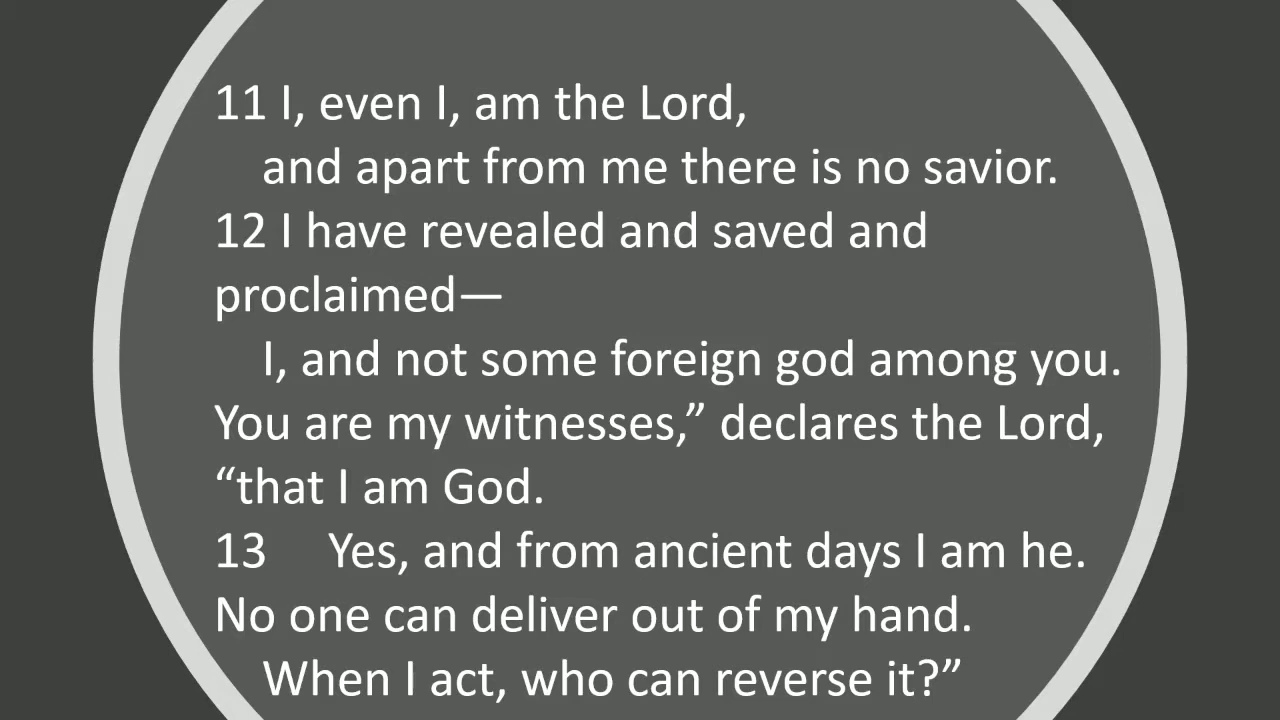 11 I, even I, am the Lord,
and apart from me there is no savior.
12 I have revealed and saved and
proclaimed—
I, and not some foreign god among you.
You are my witnesses,” declares the Lord,
“that I am God.
13 Yes, and from ancient days I am he.
No one can deliver out of my hand.
When I act, who can reverse it?”